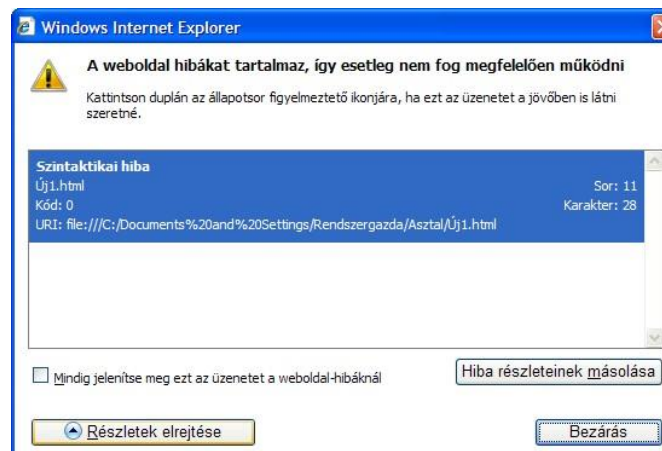 Windows Internet Explorer
A weboldal hibákat tartalmaz, így esetleg nem fog megfelelően működni
Kattintson duplán az állapotsor figyelmeztető ikonjára, ha ezt az üzenetet a jövőben is látni
szeretné.
Szintaktikai hiba
Új1.html Sor: 11
Kód: 0 Karakter: 28
URI: file:///C:/Documents%20and%20Settings/Rendszergazda/Asztal/Új1.html
Mindig jelenítse meg ezt az üzenetet a weboldal-hibáknál
Hiba részleteinek másolása
Részletek elrejtése
Bezárás